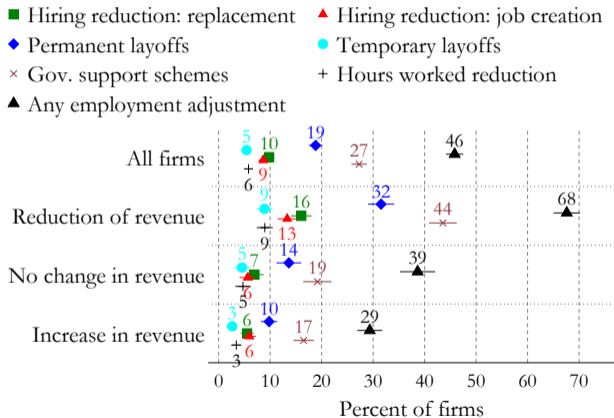 Hiring reduction: replacement
Hiring reduction: job creation
Permanent layoffs
Temporary layoffs
Gov. support schemes
Hours worked reduction
Any employment adjustment
All firms
5 10 19 27 46
6 9
Reduction of revenue
9 16 32 44 68
9 13
No change in revenue
5 7 14 19 39
5 6
Increase in revenue
3 6 10 17 29
3 6
0 10 20 30 40 50 60 70
Percent of firms